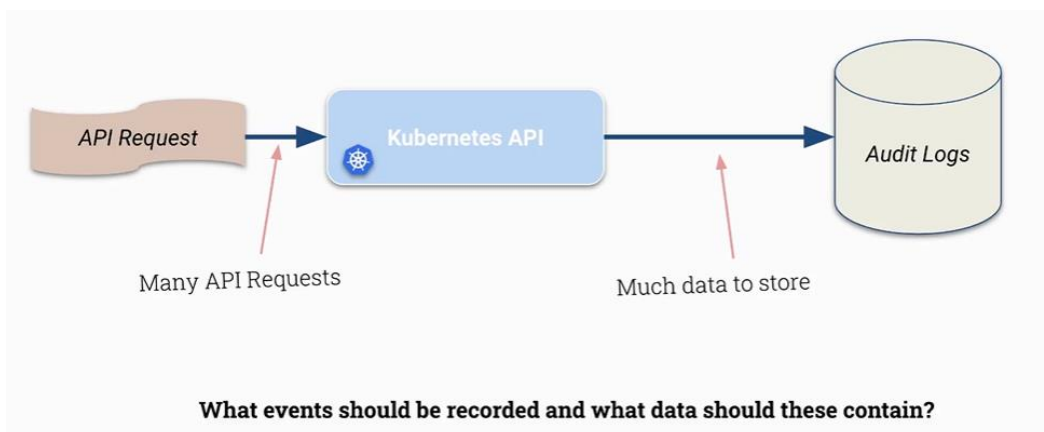 API Request
Kubernetes API
Audit Logs
Many API Requests
Much data to store
What events should be recorded and what data should these contain?